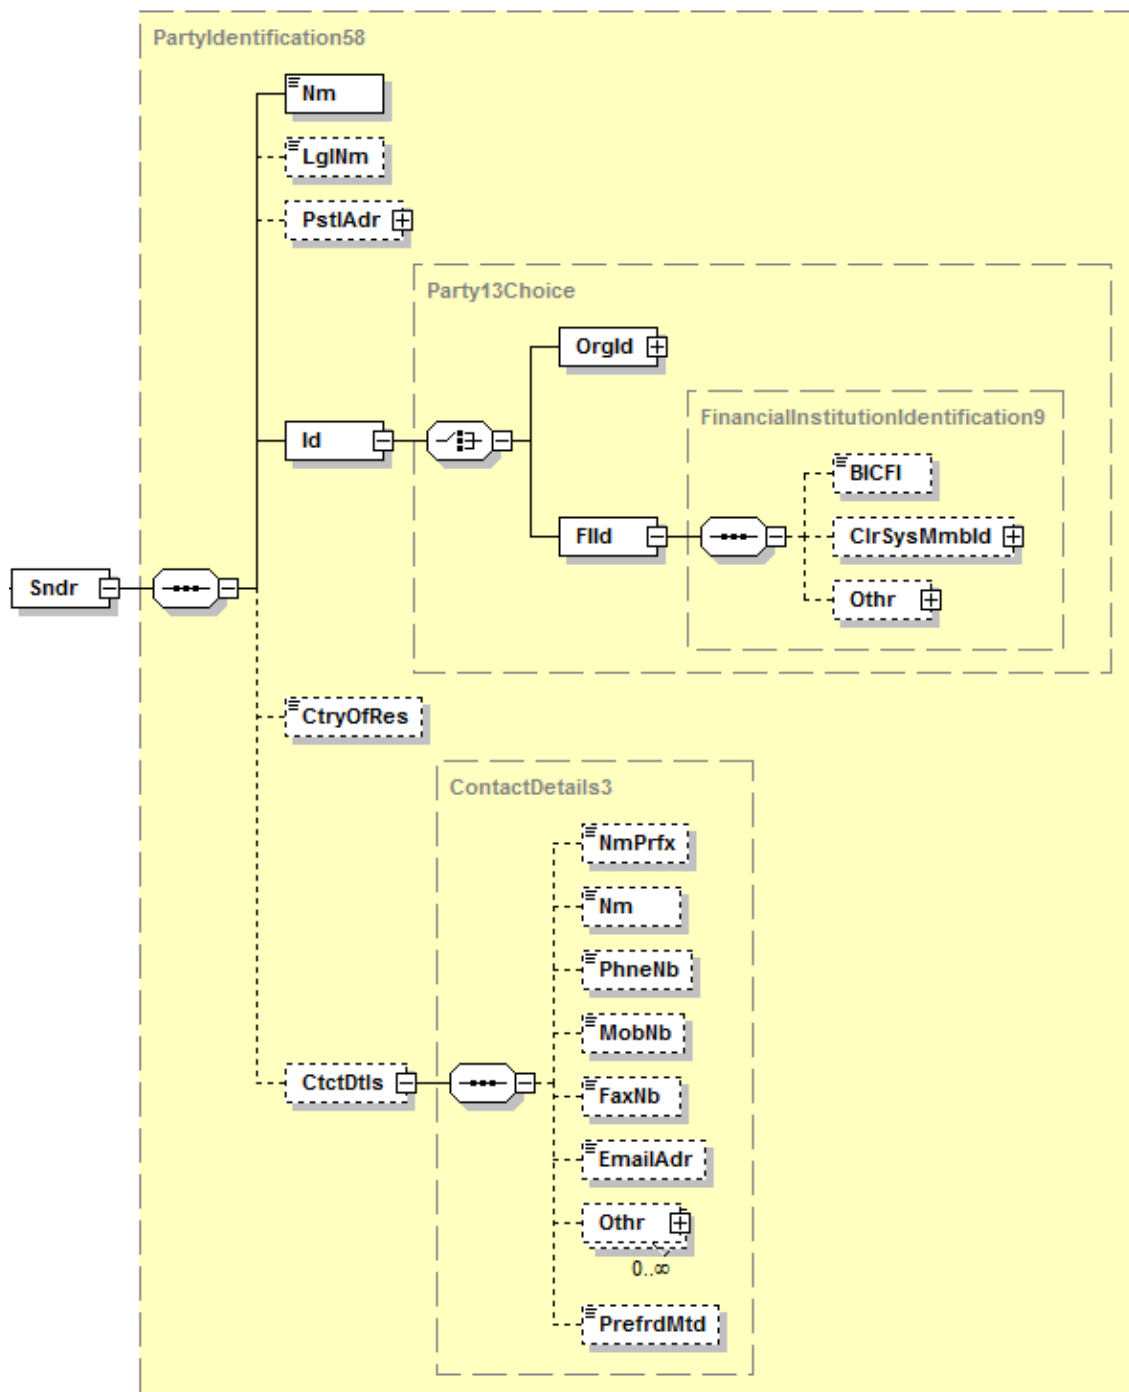 PartyIdentification58
Nm
LglNm
PstlAdr
Party13Choice
OrgId
Id
FinancialInstitutionIdentification9
BICFI
FIId
ClrSysMmbId
Othr
Sndr
CtryOfRes
ContactDetails3
NmPrfx
Nm
PhneNb
MobNb
CtctDtls
FaxNb
EmailAdr
Othr
0..∞
PrefrdMtd